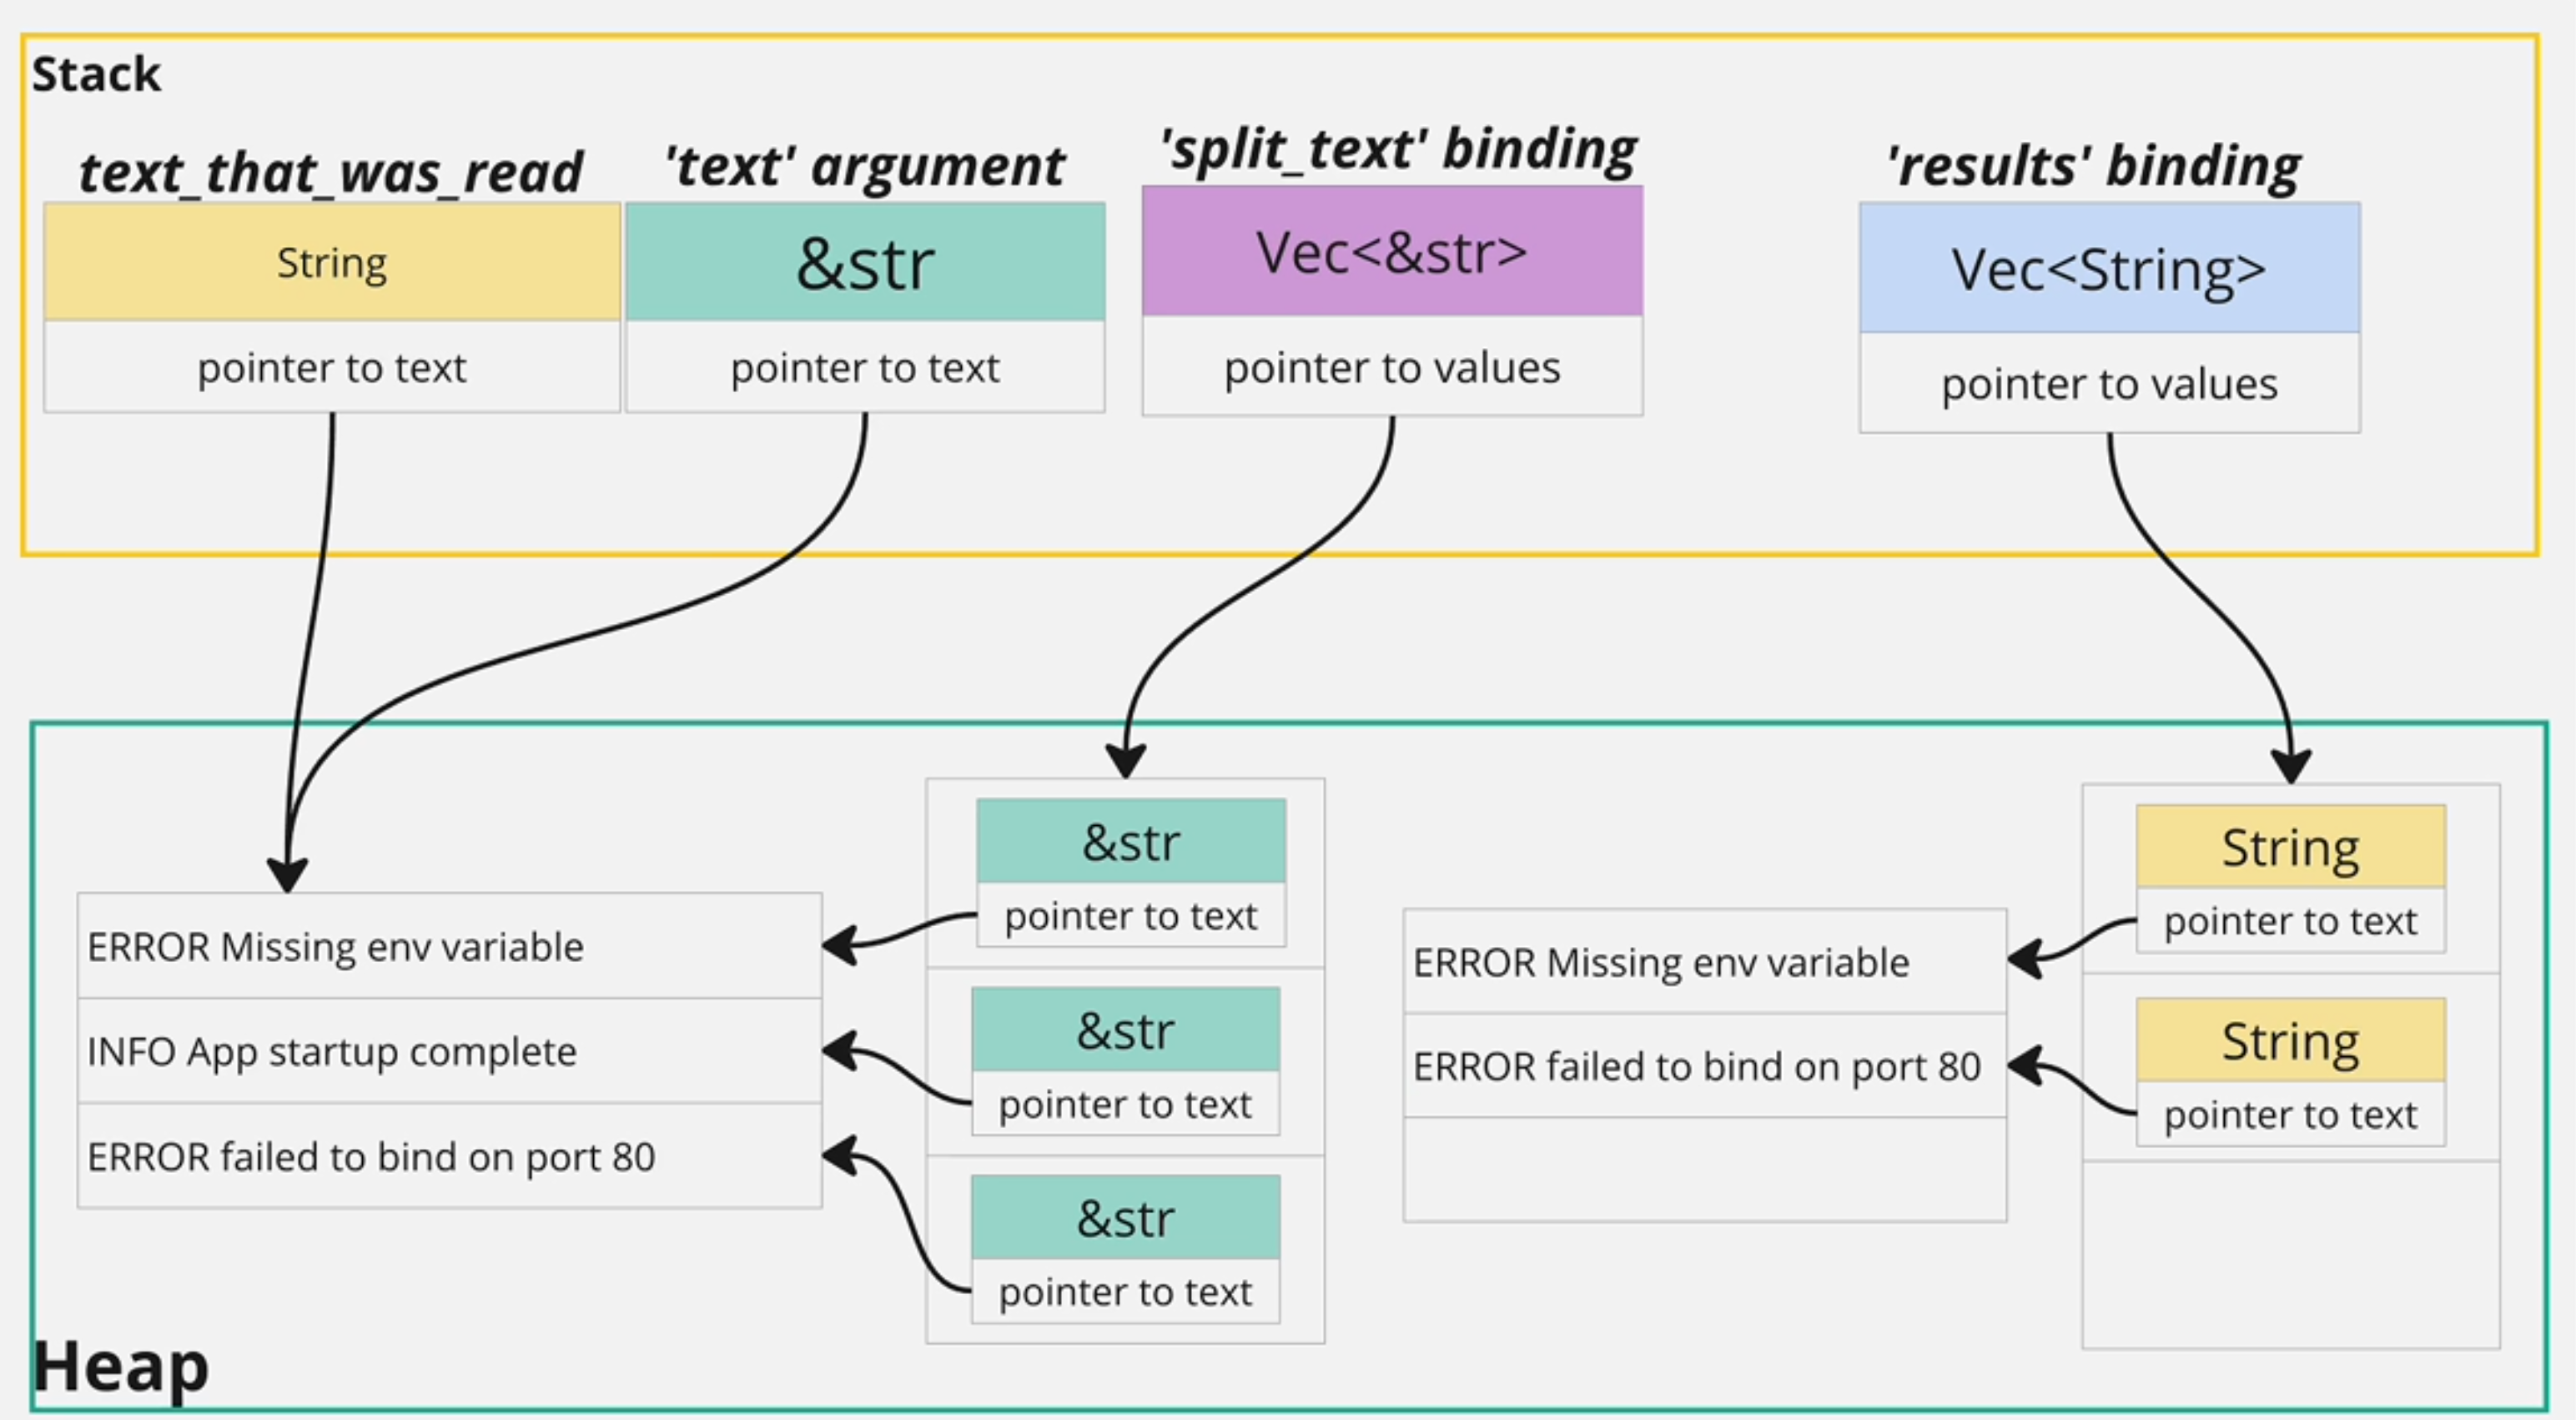 Stack
text_that_was_read
'text' argument
'split_text' binding
'results' binding
String
&str
Vec<&str>
Vec<String>
pointer to text
pointer to text
pointer to values
pointer to values
ERROR Missing env variable
INFO App startup complete
ERROR failed to bind on port 80
&str
pointer to text
&str
pointer to text
&str
pointer to text
ERROR Missing env variable
ERROR failed to bind on port 80
String
pointer to text
String
pointer to text
Heap